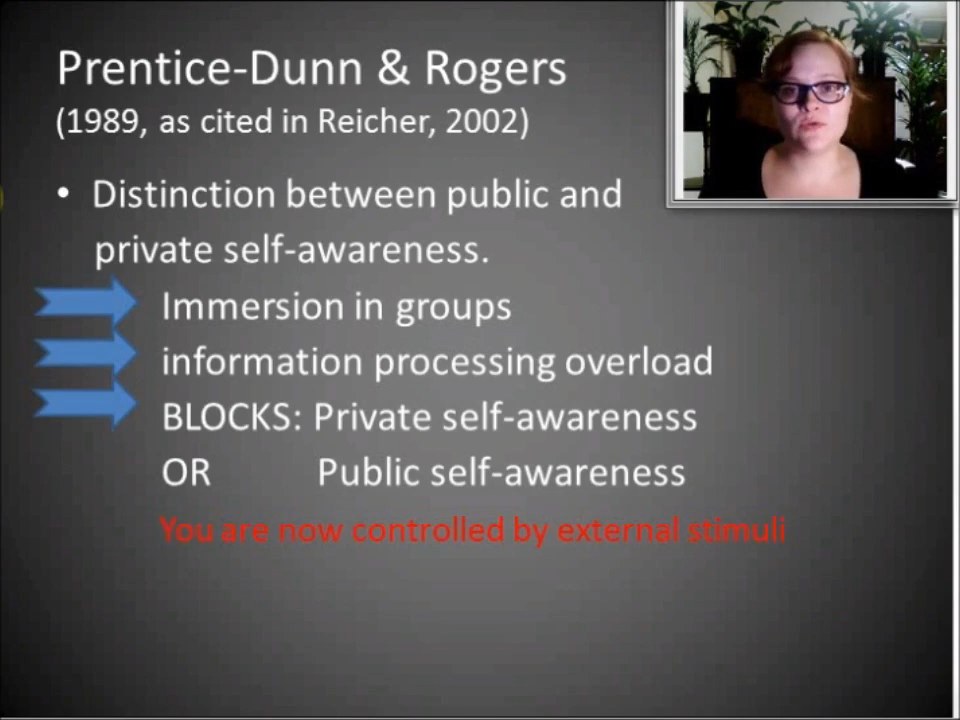 Prentice-Dunn & Rogers
(1989, as cited in Reicher, 2002)
• Distinction between public and
private self-awareness.
Immersion in groups
information processing overload
BLOCKS: Private self-awareness
OR Public self-awareness
You are now controlled by external stimuli